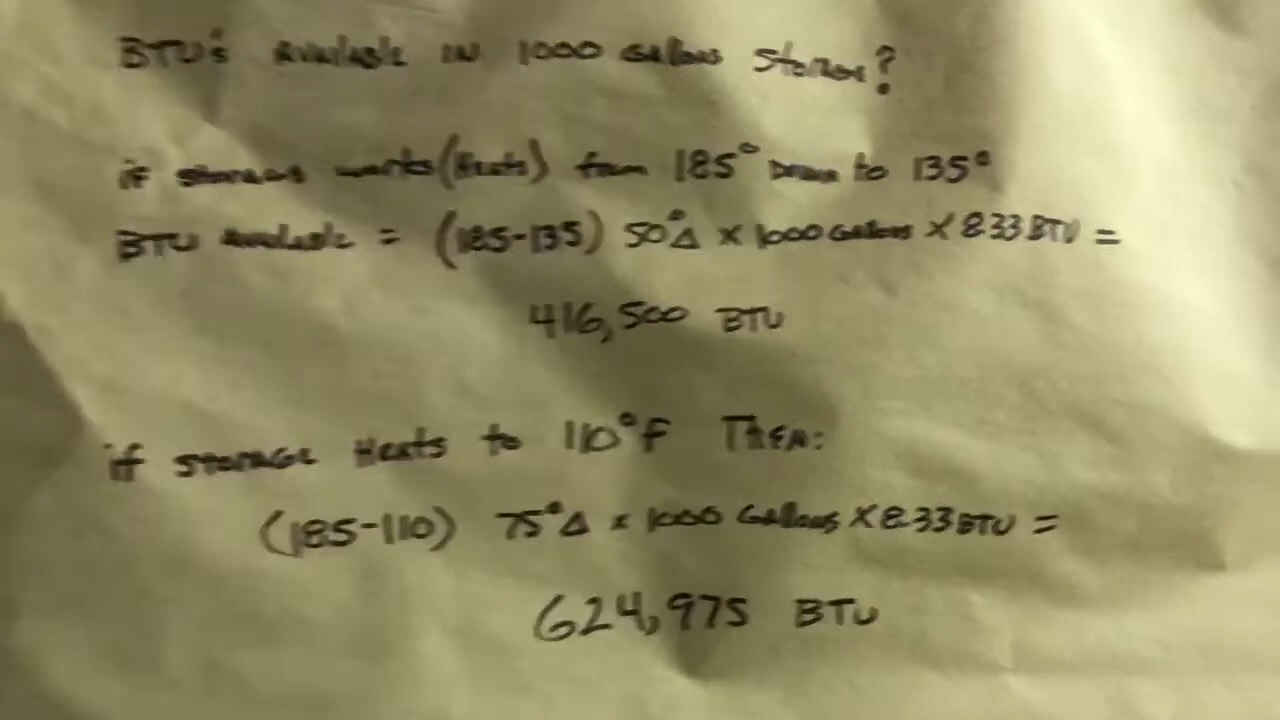 BTU's Available in 1000 Gallons Storage?
if storage works (Heats) from 185° Down to 135°
BTU Available = (185-135) 50°Δ x 1000 Gallons x 8.33 BTU =
416,500 BTU
if Storage Heats to 110°F Then:
(185-110) 75°Δ x 1000 Gallons x 8.33 BTU =
624,975 BTU